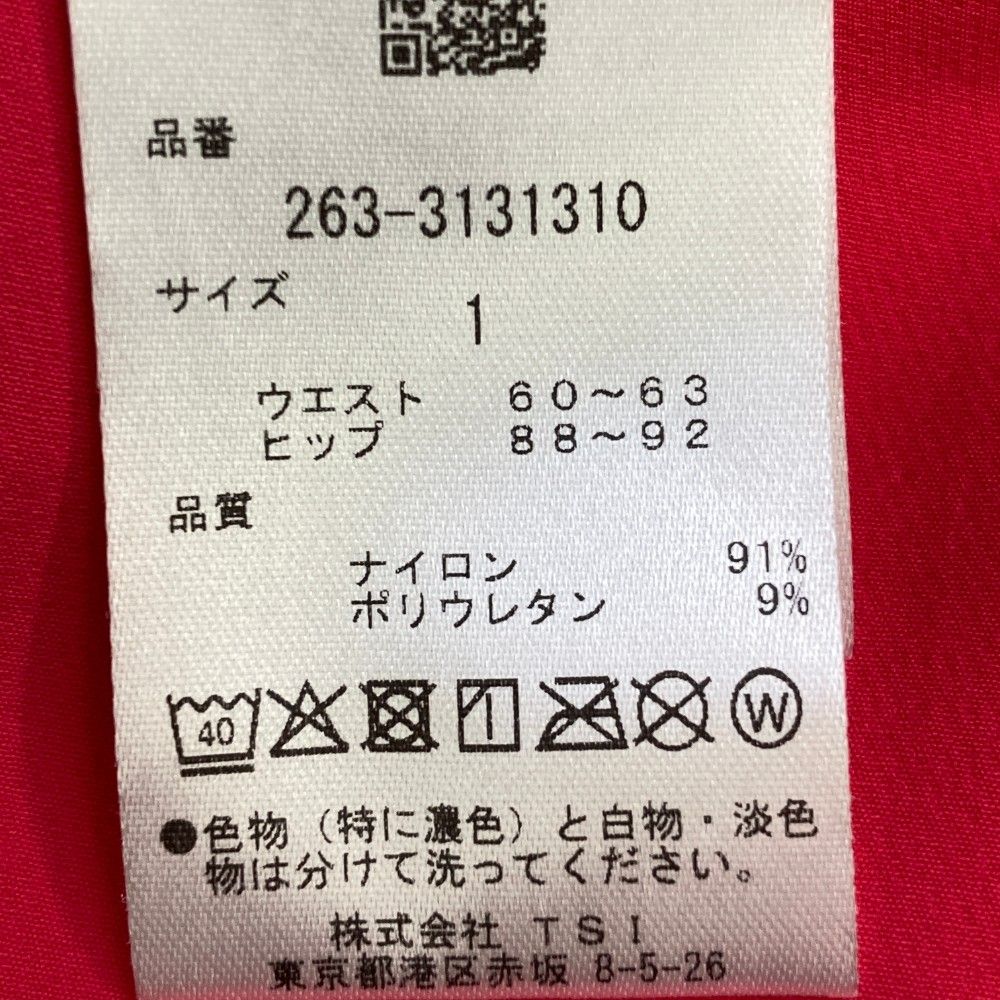 品番
263-3131310
サイズ
1
ウエスト 60～63
ヒップ 88～92
品質
ナイロン 91%
ポリウレタン 9%
40
W
●色物（特に濃色）と白物・淡色
物は分けて洗ってください。
株式会社 TSI
東京都港区赤坂 8-5-26